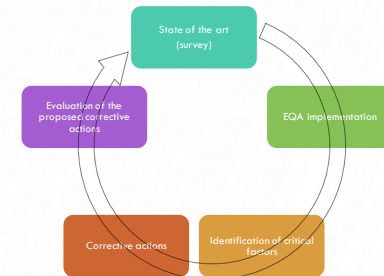 State of the art
(survey)
EQA implementation
Identification of critical
factors
Corrective actions
Evaluation of the
proposed corrective
actions